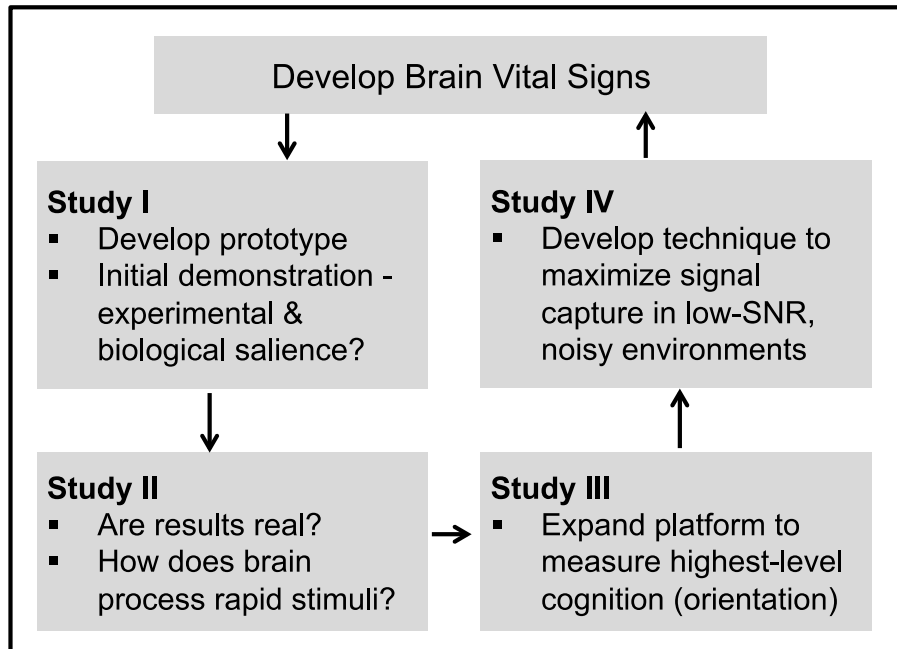 Develop Brain Vital Signs
Study I
▪ Develop prototype
▪ Initial demonstration -
experimental &
biological salience?
Study II
▪ Are results real?
▪ How does brain
process rapid stimuli?
Study III
▪ Expand platform to
measure highest-level
cognition (orientation)
Study IV
▪ Develop technique to
maximize signal
capture in low-SNR,
noisy environments